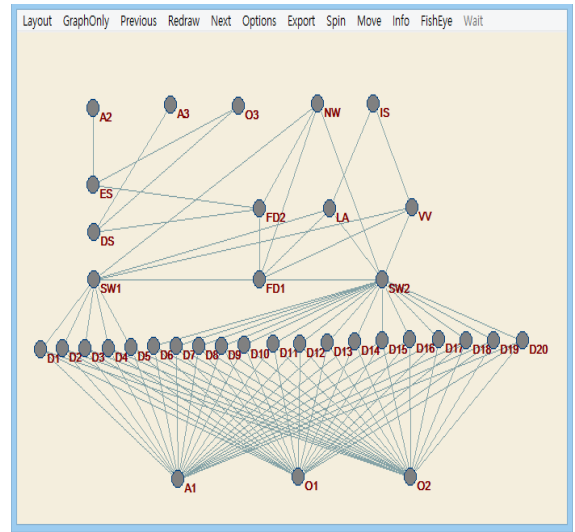 Layout GraphOnly Previous Redraw Next Options Export Spin Move Info FishEye Wait
A2 A3 O3 NW IS
ES
FD2 LA VV
DS
SW1 FD1 SW2
D1 D2 D3 D4 D5 D6 D7 D8 D9 D10 D11 D12 D13 D14 D15 D16 D17 D18 D19 D20
A1 O1 O2